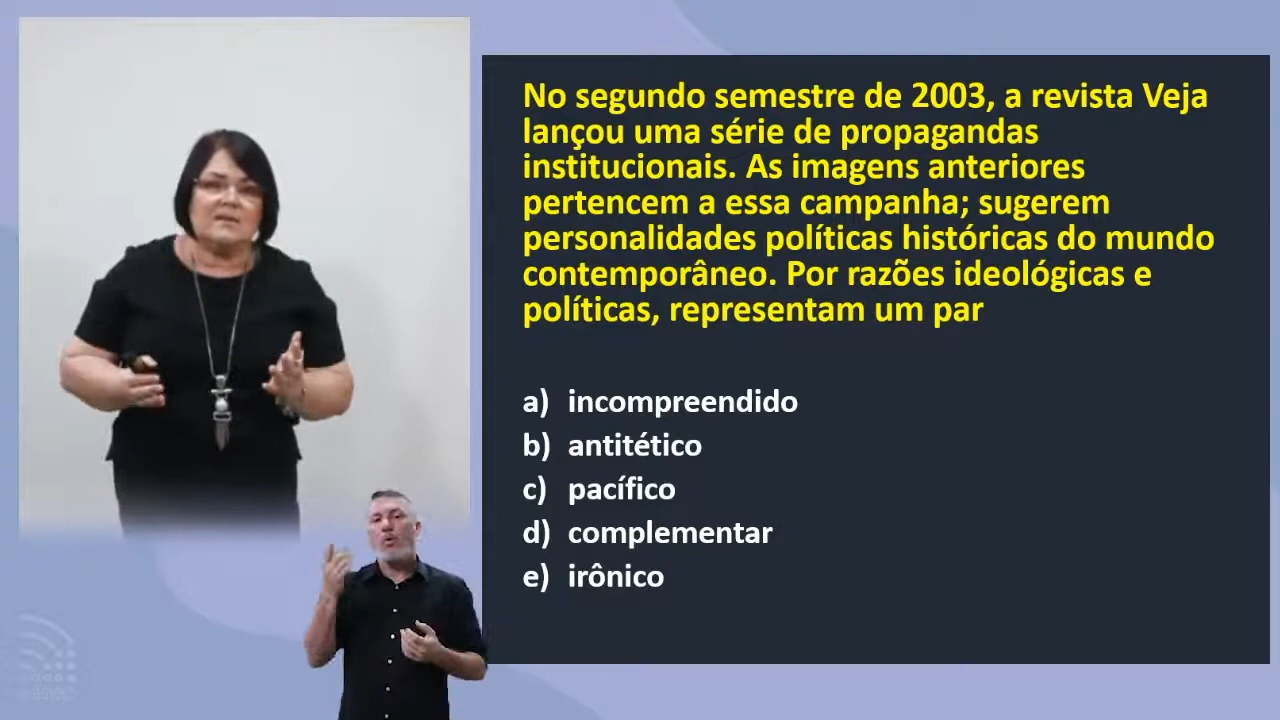 No segundo semestre de 2003, a revista Veja
lançou uma série de propagandas
institucionais. As imagens anteriores
pertencem a essa campanha; sugerem
personalidades políticas históricas do mundo
contemporâneo. Por razões ideológicas e
políticas, representam um par
a) incompreendido
b) antitético
c) pacífico
d) complementar
e) irônico